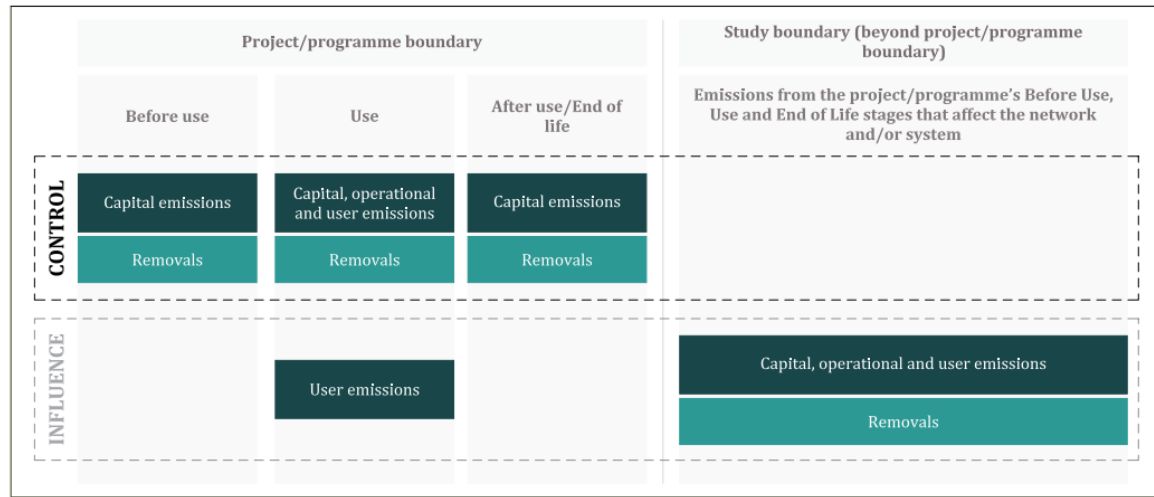 Project/programme boundary
Study boundary (beyond project/programme
boundary)
Before use
Use
After use/End of
life
Emissions from the project/programme's Before Use,
Use and End of Life stages that affect the network
and/or system
CONTROL
Capital emissions
Capital, operational
and user emissions
Capital emissions
Removals
Removals
Removals
INFLUENCE
User emissions
Capital, operational and user emissions
Removals